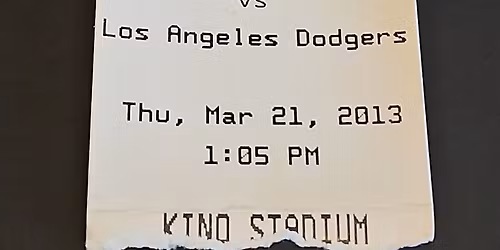 vs
Los Angeles Dodgers
Thu, Mar 21, 2013
1:05 PM
KINO STADIUM